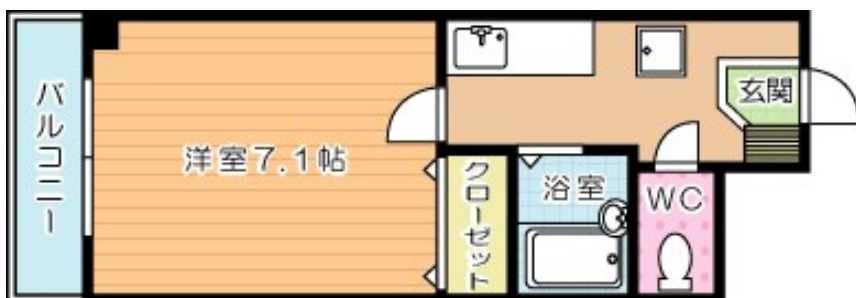 バルコニー
洋室7.1帖
クローゼット
浴室
WC
玄関